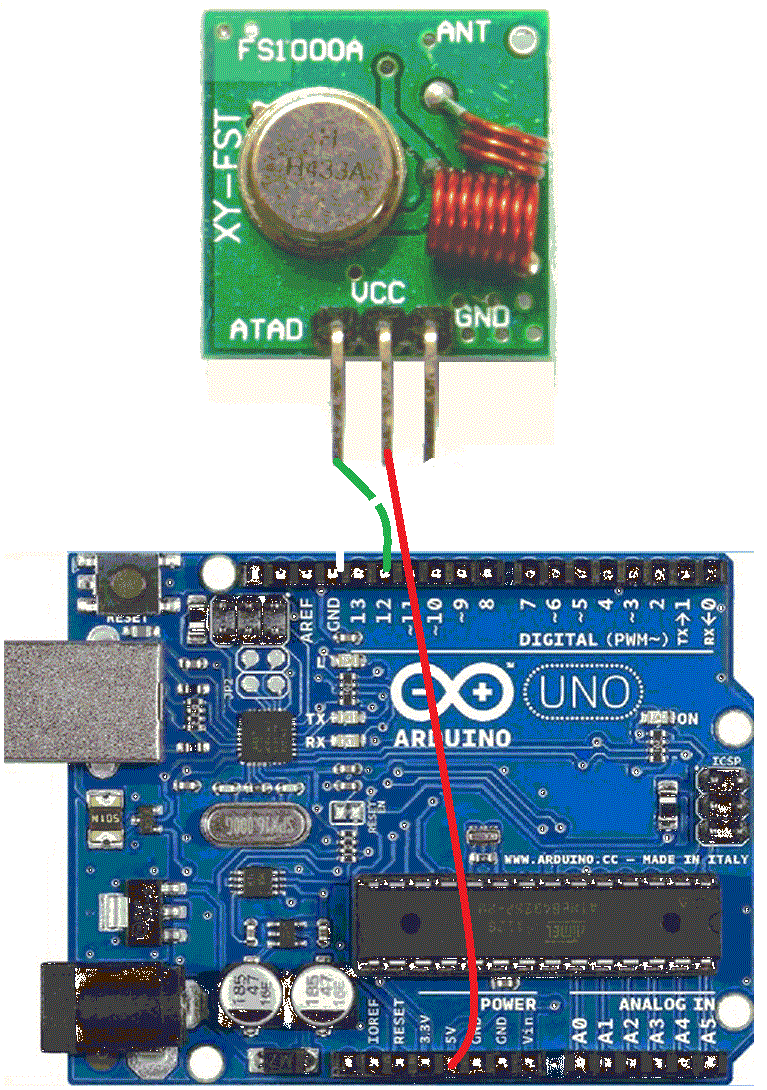 FS1000A
ANT
XY-FST
H
H433A
VCC
ATAD
GND
RESET
AREF
GND
13
12
~11
~10
~9
8
7
~6
~5
4
~3
2
TX→1
RX←0
DIGITAL (PWM~)
TX
RX
ARDUINO
UNO
ON
ICSP
RESET
EN
WWW.ARDUINO.CC – MADE IN ITALY
POWER
ANALOG IN
IOREF
RESET
3.3V
5V
GND
GND
Vin
A0
A1
A2
A3
A4
A5